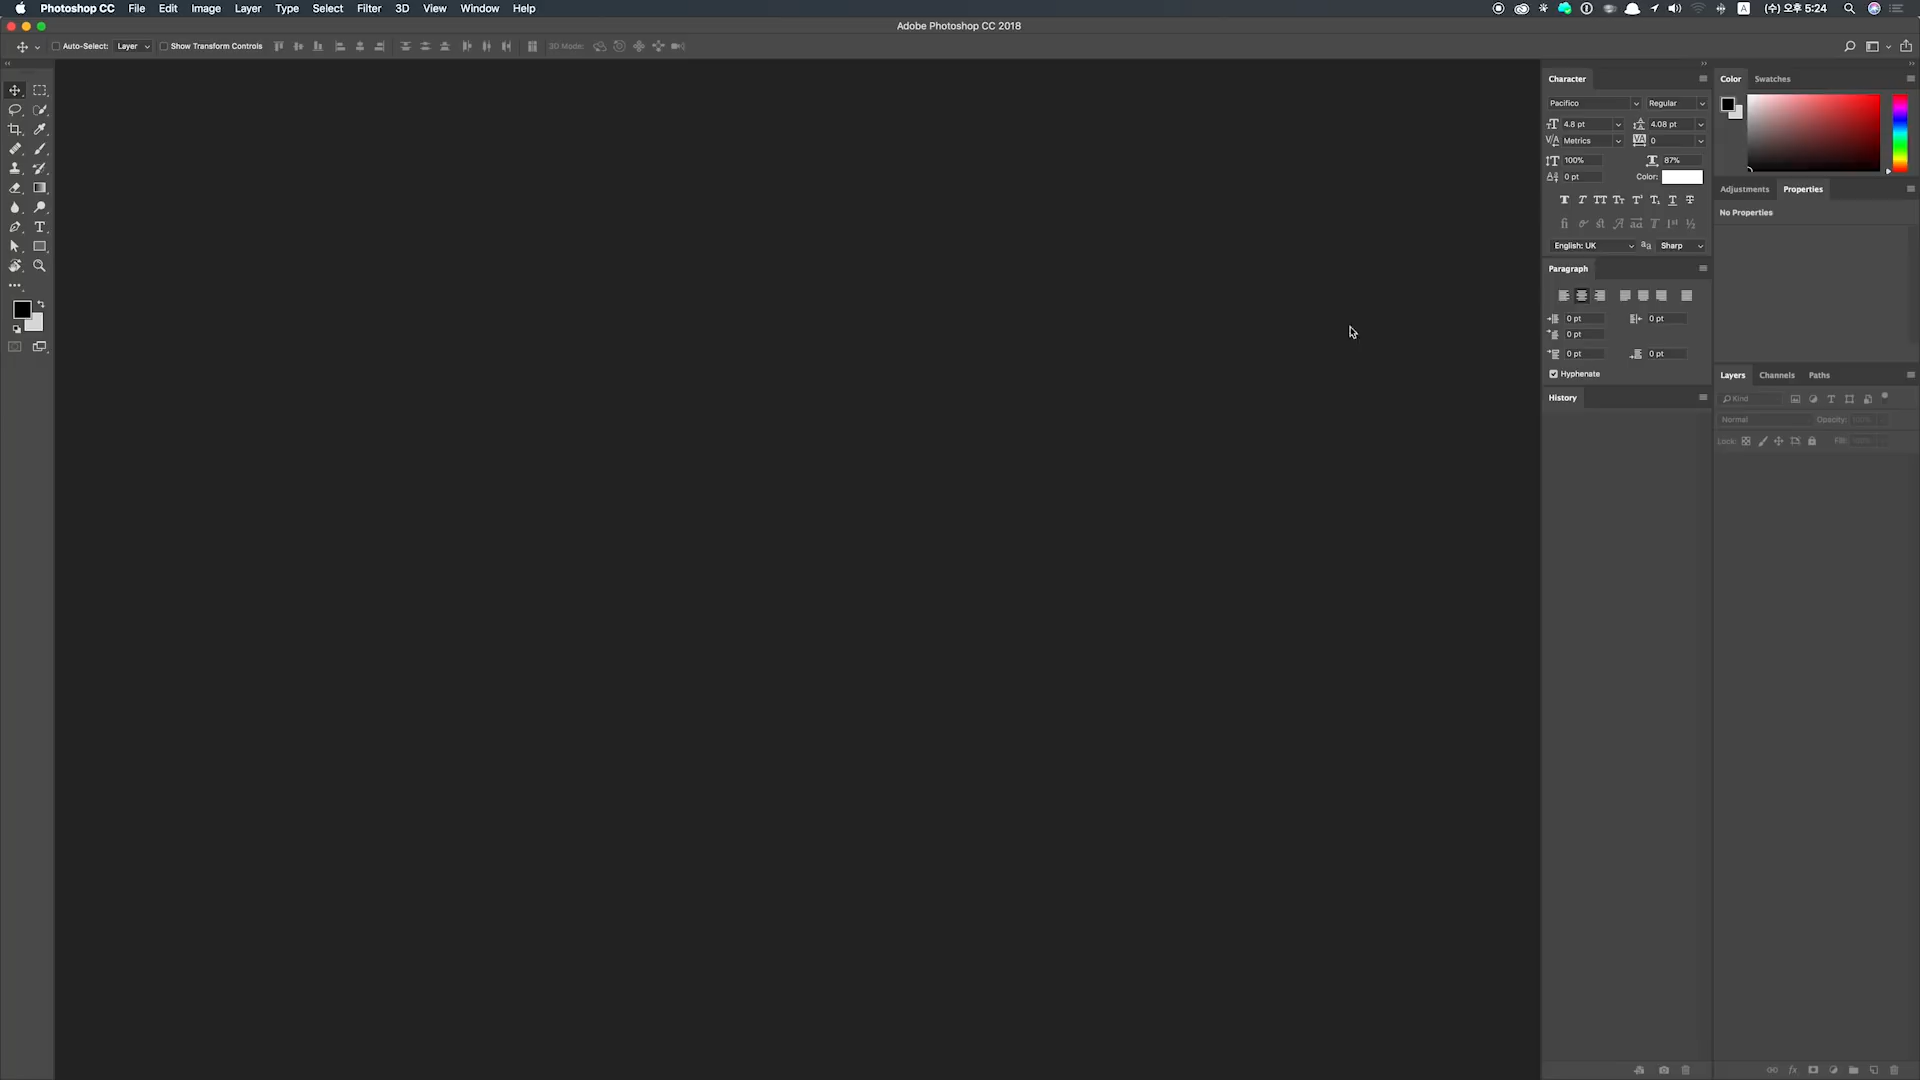 Photoshop CC File Edit Image Layer Type Select Filter 3D View Window Help
A (수) 오후 5:24
Adobe Photoshop CC 2018
Auto-Select: Layer Show Transform Controls 3D Mode:
Character
Pacifico Regular
4.8 pt 4.08 pt
Metrics 0
100% 87%
0 pt Color:
English: UK Sharp
Paragraph
0 pt 0 pt
0 pt
0 pt 0 pt
Hyphenate
History
Color Swatches
Adjustments Properties
No Properties
Layers Channels Paths
Kind
Normal Opacity: 100%
Lock: Fill: 100%